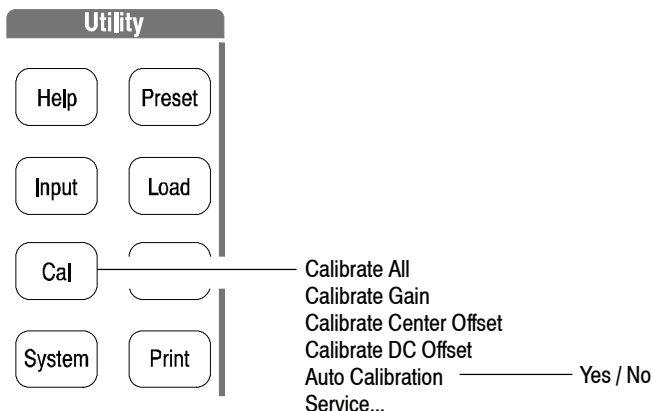 Utility
Help Preset
Input Load
Cal
System Print
Calibrate All
Calibrate Gain
Calibrate Center Offset
Calibrate DC Offset
Auto Calibration Yes / No
Service...